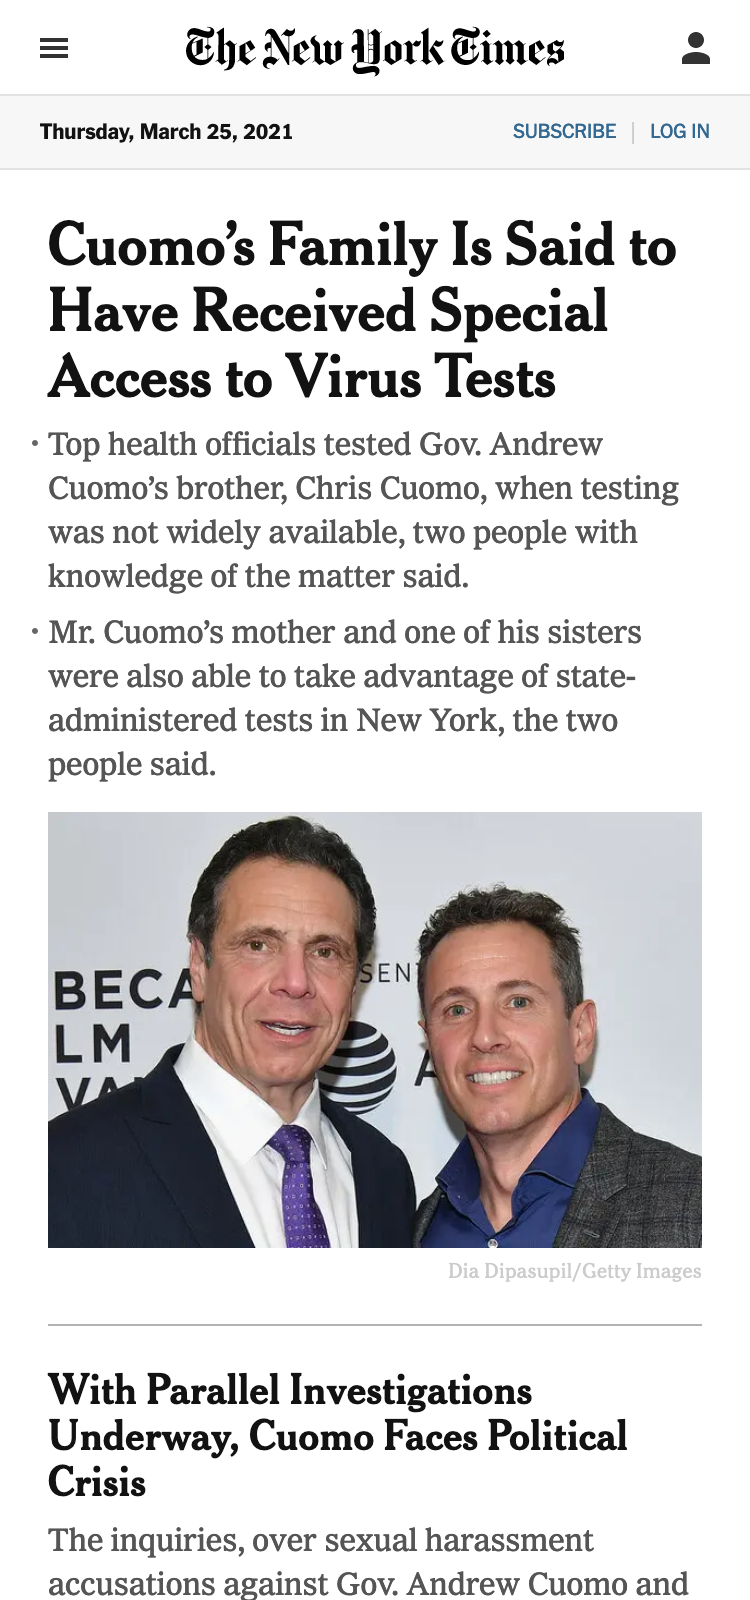 The New York Times
Thursday, March 25, 2021
SUBSCRIBE | LOG IN
Cuomo’s Family Is Said to
Have Received Special
Access to Virus Tests
• Top health officials tested Gov. Andrew
Cuomo’s brother, Chris Cuomo, when testing
was not widely available, two people with
knowledge of the matter said.
• Mr. Cuomo’s mother and one of his sisters
were also able to take advantage of state-
administered tests in New York, the two
people said.
BECA
SENT
LM
A
VA
Dia Dipasupil/Getty Images
With Parallel Investigations
Underway, Cuomo Faces Political
Crisis
The inquiries, over sexual harassment
accusations against Gov. Andrew Cuomo and